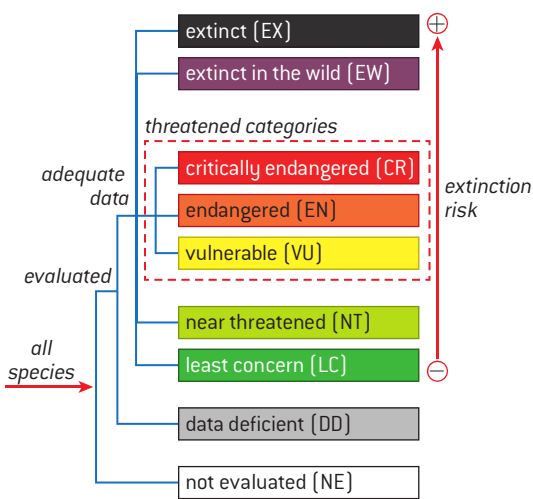 extinct (EX)
extinct in the wild (EW)
threatened categories
critically endangered (CR)
adequate
data
endangered (EN)
extinction
risk
vulnerable (VU)
evaluated
near threatened (NT)
all
species
least concern (LC)
data deficient (DD)
not evaluated (NE)